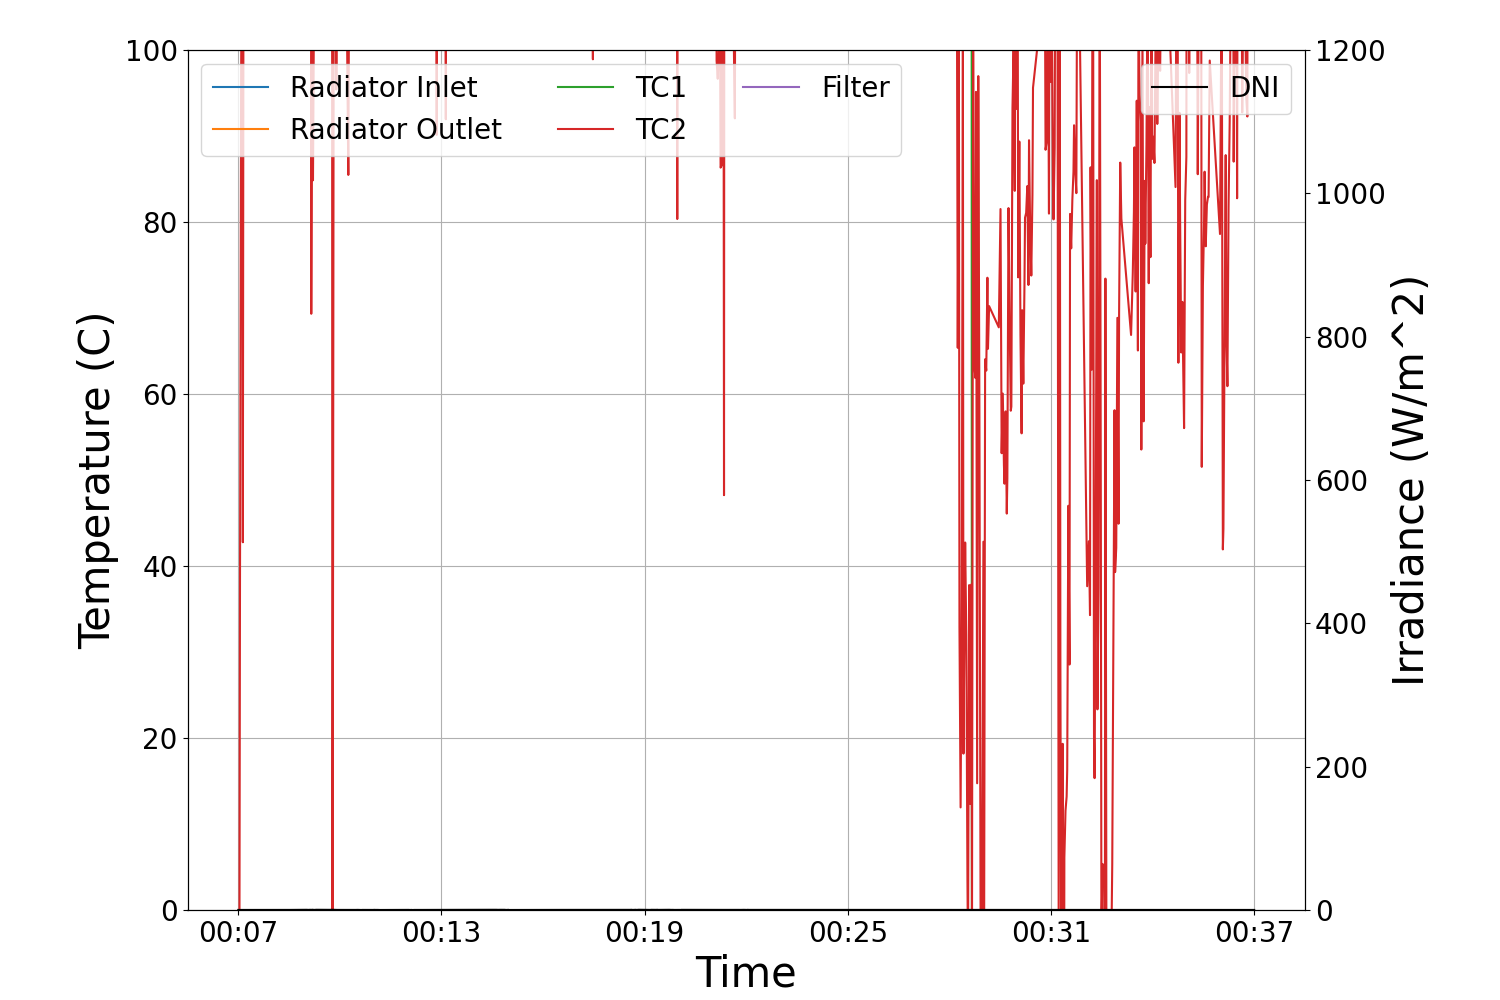 Radiator Inlet
Radiator Outlet
TC1
TC2
Filter
DNI
Temperature (C)
100
80
60
40
20
0
Irradiance (W/m^2)
1200
1000
800
600
400
200
0
00:07 00:13 00:19 00:25 00:31 00:37
Time